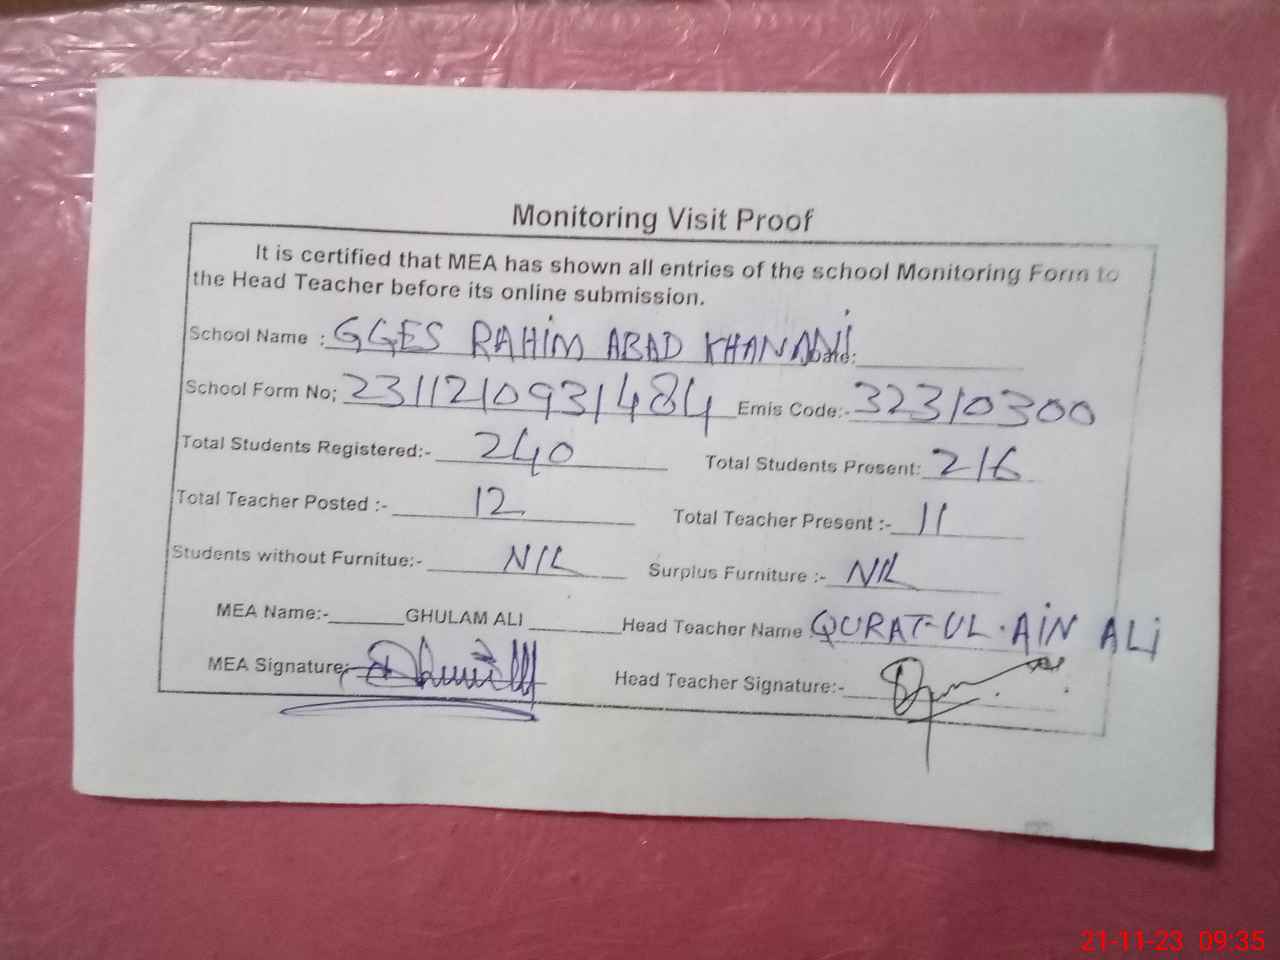 Monitoring Visit Proof
It is certified that MEA has shown all entries of the school Monitoring Form to
the Head Teacher before its online submission.
School Name : GGES RAHIM ABAD KHANANI Date:
School Form No; 2311210931484 Emis Code:- 32310300
Total Students Registered:- 240 Total Students Present: 216
Total Teacher Posted :- 12 Total Teacher Present :- 11
Students without Furnitue:- NIL Surplus Furniture :- NIL
MEA Name:- GHULAM ALI Head Teacher Name QURAT-UL-AIN ALI
MEA Signature: Head Teacher Signature:-
21-11-23 09:35